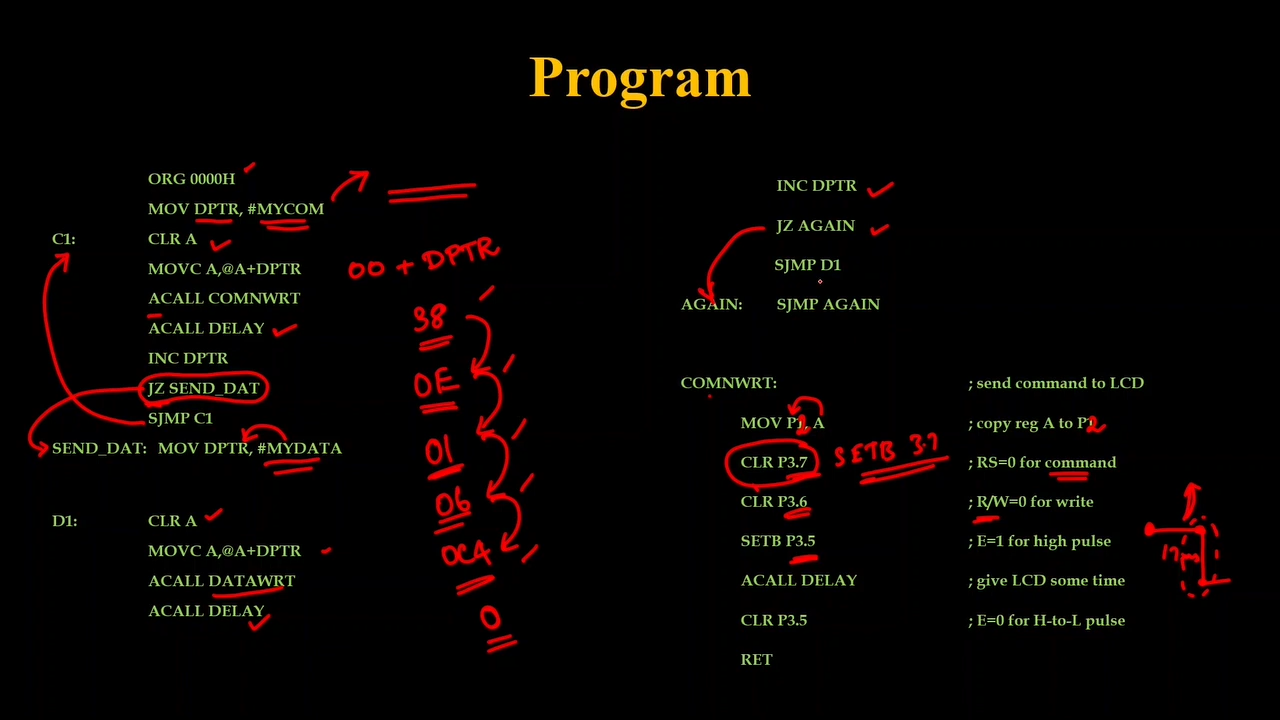 Program
ORG 0000H
MOV DPTR, #MYCOM
C1: CLR A
MOVC A,@A+DPTR
ACALL COMNWRT
ACALL DELAY
INC DPTR
JZ SEND_DAT
SJMP C1
SEND_DAT: MOV DPTR, #MYDATA
D1: CLR A
MOVC A,@A+DPTR
ACALL DATAWRT
ACALL DELAY
00 + DPTR
38
0E
01
06
0C4
0
INC DPTR
JZ AGAIN
SJMP D1
AGAIN: SJMP AGAIN
COMNWRT: ; send command to LCD
MOV P2, A ; copy reg A to P2
CLR P3.7 SETB 3.7 ; RS=0 for command
CLR P3.6 ; R/W=0 for write
SETB P3.5 ; E=1 for high pulse
ACALL DELAY ; give LCD some time
CLR P3.5 ; E=0 for H-to-L pulse
RET